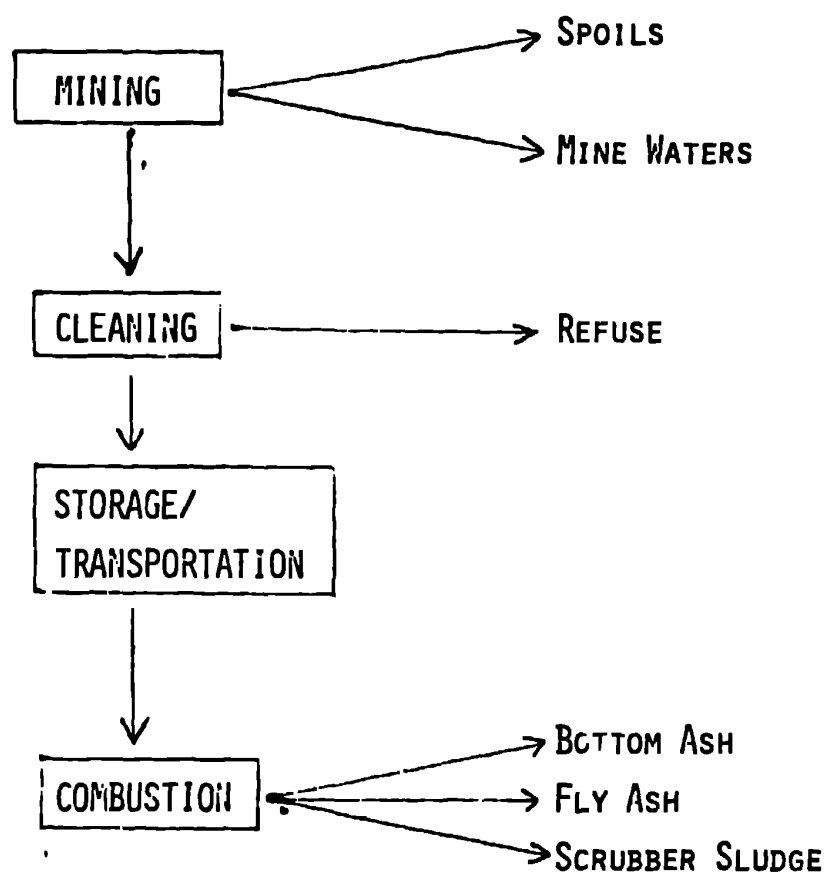 SPOILS
MINING
MINE WATERS
CLEANING
REFUSE
STORAGE/
TRANSPORTATION
BOTTOM ASH
COMBUSTION
FLY ASH
SCRUBBER SLUDGE